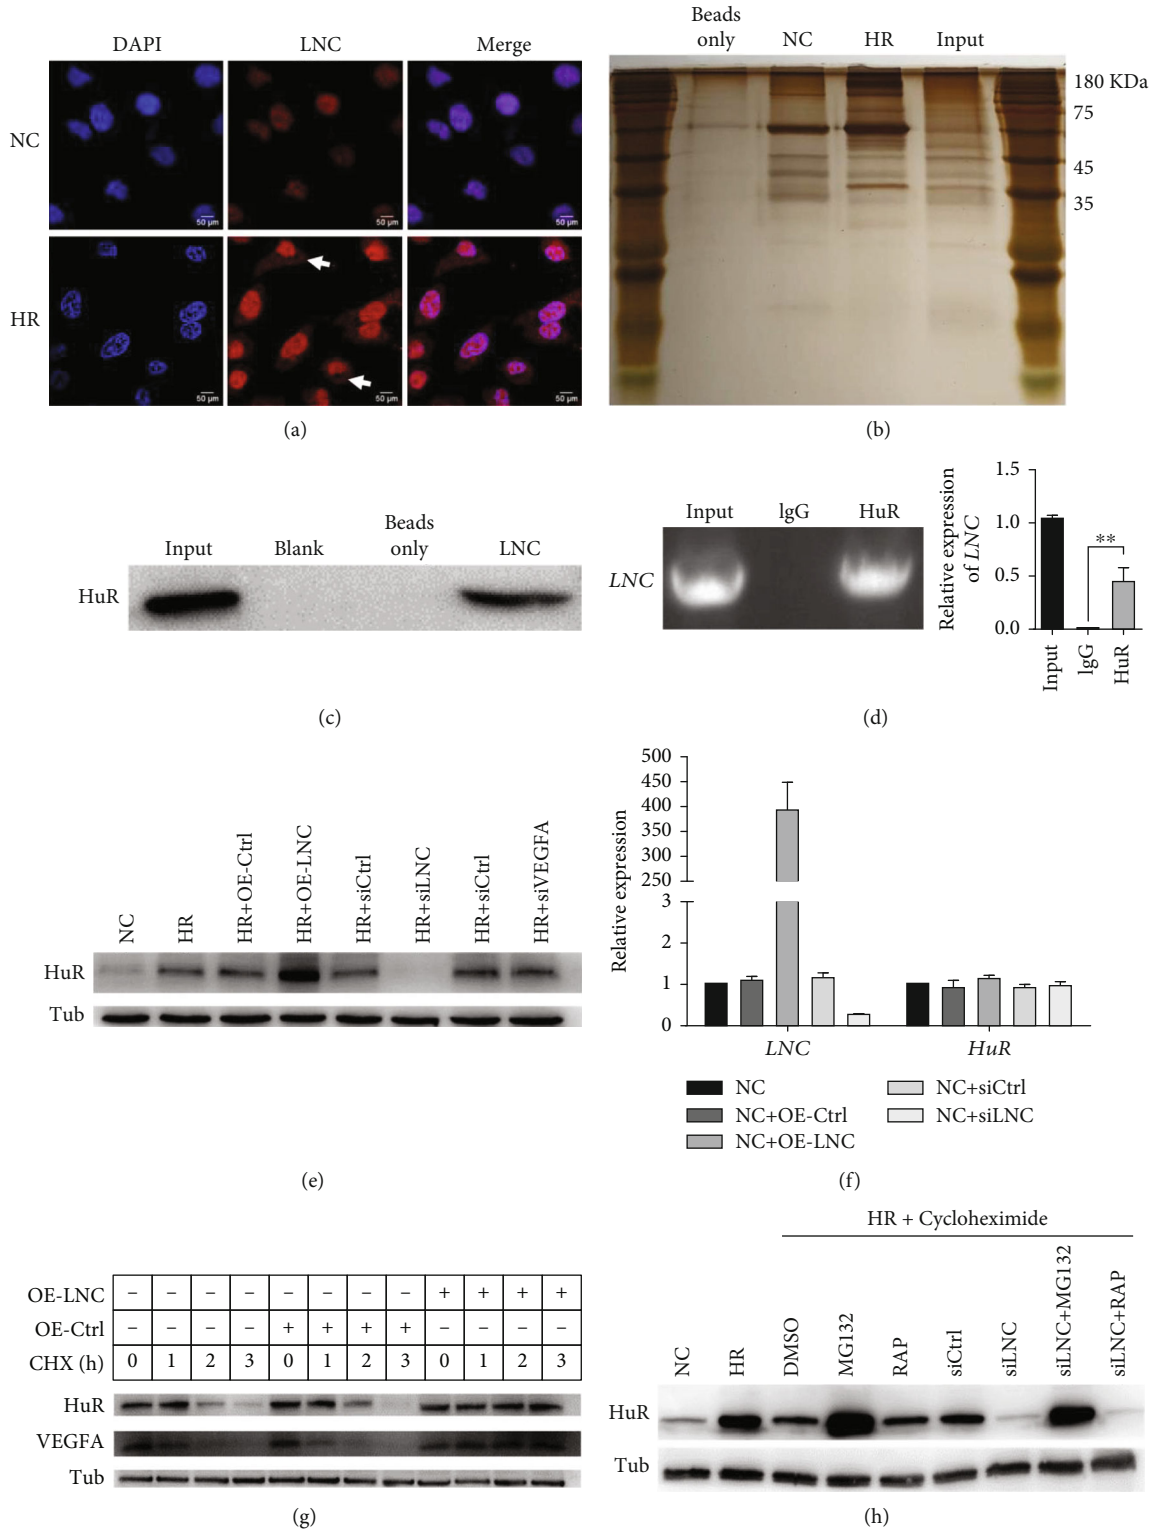 DAPI LNC Merge
NC
50 µm 50 µm 50 µm
HR
50 µm 50 µm 50 µm
(a)
Beads
only NC HR Input
180 KDa
75
45
35
(b)
Beads
Input Blank only LNC
HuR
(c)
Input lgG HuR
LNC
Relative expression
of LNC
1.5
1.0
0.5
0.0
**
Input
lgG
HuR
(d)
NC
HR
HR+OE-Ctrl
HR+OE-LNC
HR+siCtrl
HR+siLNC
HR+siCtrl
HR+siVEGFA
HuR
Tub
(e)
Relative expression
500
450
400
350
300
250
3
2
1
0
LNC HuR
NC NC+siCtrl
NC+OE-Ctrl NC+siLNC
NC+OE-LNC
(f)
OE-LNC – – – – – – – – + + + +
OE-Ctrl – – – – + + + + – – – –
CHX (h) 0 1 2 3 0 1 2 3 0 1 2 3
HuR
VEGFA
Tub
(g)
HR + Cycloheximide
NC
HR
DMSO
MG132
RAP
siCtrl
siLNC
siLNC+MG132
siLNC+RAP
HuR
Tub
(h)